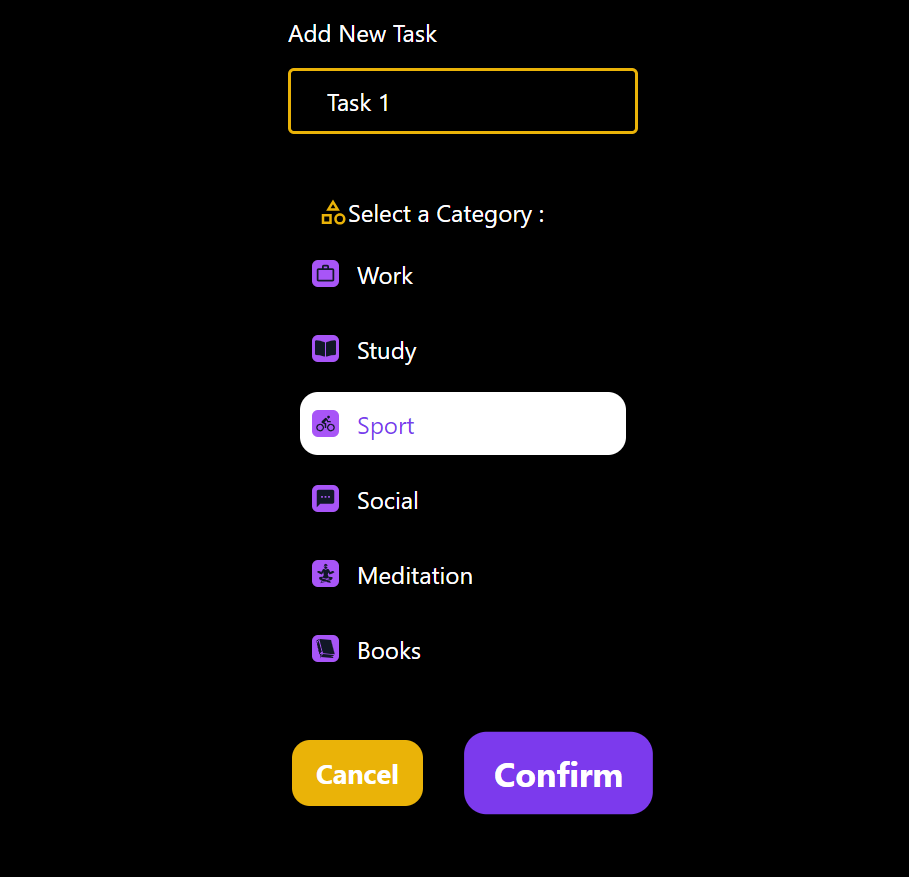 Add New Task
Task 1
Select a Category :
Work
Study
Sport
Social
Meditation
Books
Cancel Confirm